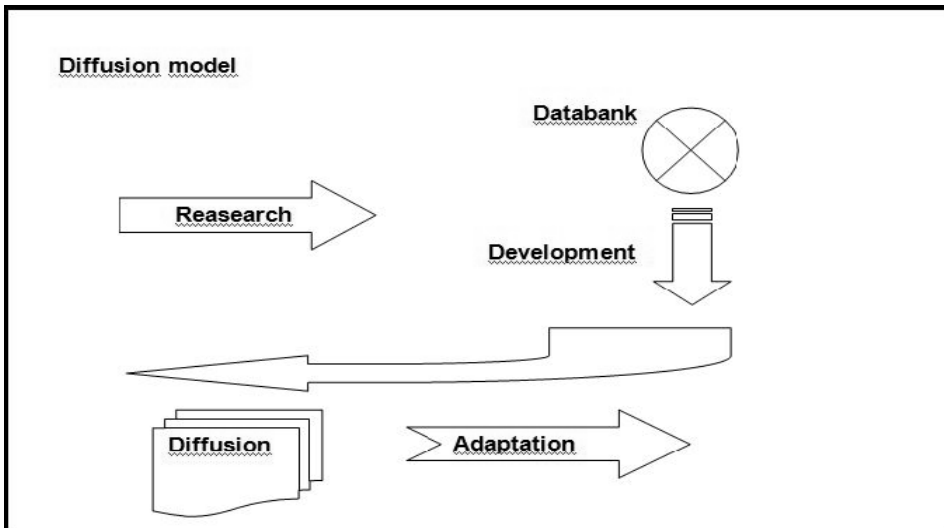 Diffusion model
Databank
Reasearch
Development
Diffusion
Adaptation